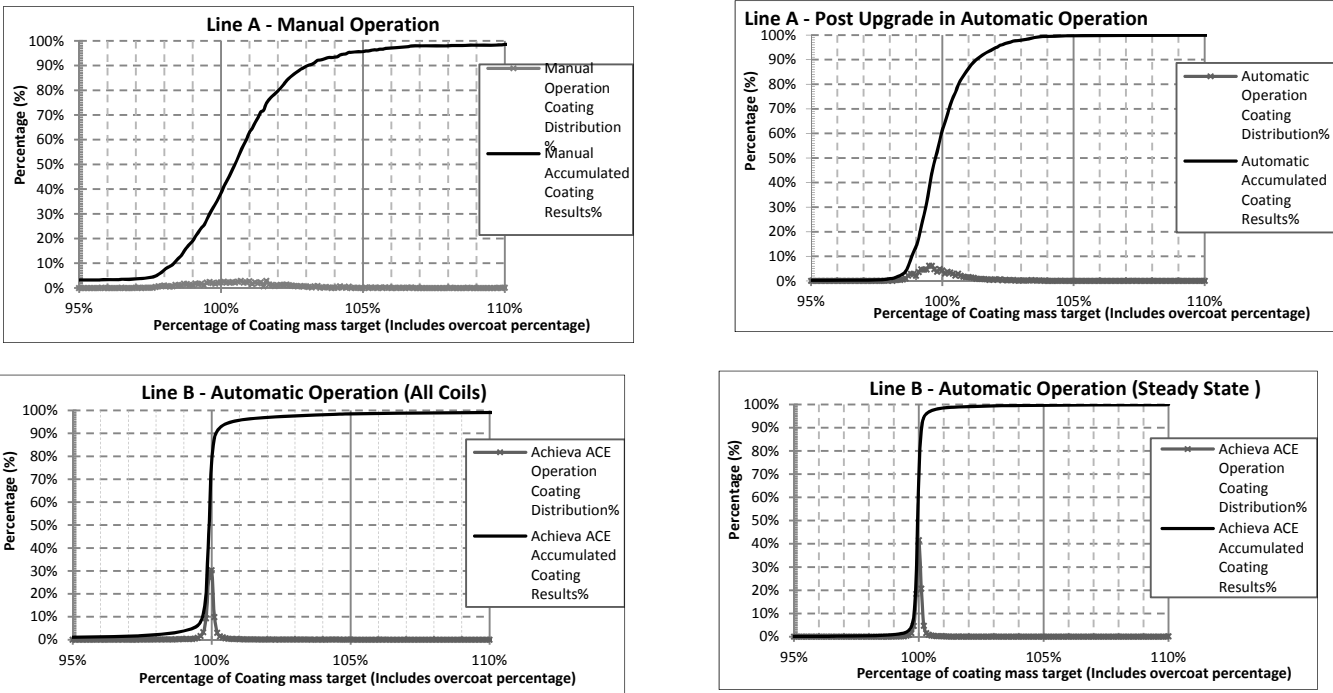 Line A - Manual Operation
100%
90%
80%
70%
60%
50%
40%
30%
20%
10%
0%
Percentage (%)
95%
100%
105%
110%
Percentage of Coating mass target (Includes overcoat percentage)
Manual
Operation
Coating
Distribution
%
Manual
Accumulated
Coating
Results%
Line A - Post Upgrade in Automatic Operation
100%
90%
80%
70%
60%
50%
40%
30%
20%
10%
0%
Percentage (%)
95%
100%
105%
110%
Percentage of Coating mass target (Includes overcoat percentage)
Automatic
Operation
Coating
Distribution%
Automatic
Accumulated
Coating
Results%
Line B - Automatic Operation (All Coils)
100%
90%
80%
70%
60%
50%
40%
30%
20%
10%
0%
Percentage (%)
95%
100%
105%
110%
Percentage of Coating mass target (Includes overcoat percentage)
Achieva ACE
Operation
Coating
Distribution%
Achieva ACE
Accumulated
Coating
Results%
Line B - Automatic Operation (Steady State )
100%
90%
80%
70%
60%
50%
40%
30%
20%
10%
0%
Percentage (%)
95%
100%
105%
110%
Percentage of coating mass target (Includes overcoat percentage)
Achieva ACE
Operation
Coating
Distribution%
Achieva ACE
Accumulated
Coating
Results%